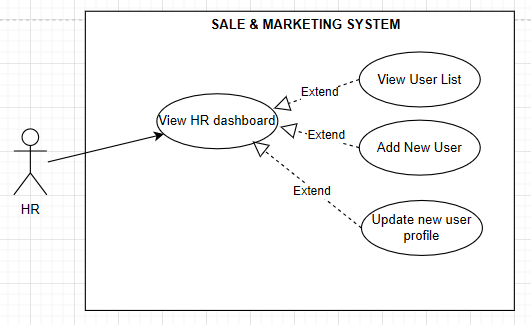 SALE & MARKETING SYSTEM
View User List
Extend
View HR dashboard
Extend
Add New User
Extend
HR
Update new user
profile